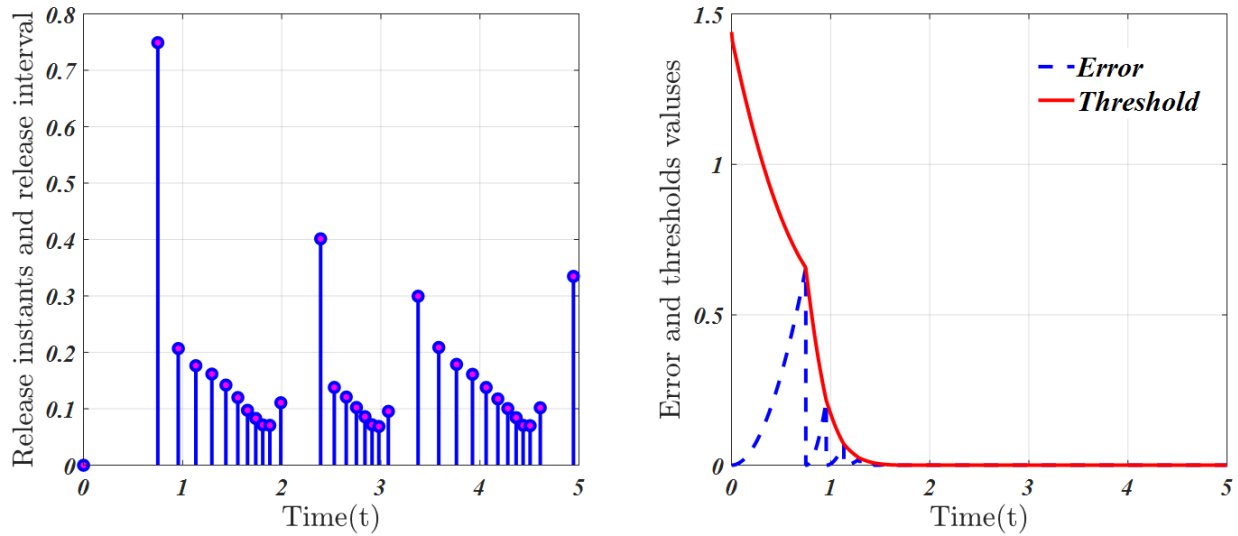 Release instants and release interval
0.8
0.7
0.6
0.5
0.4
0.3
0.2
0.1
0
0 1 2 3 4 5
Time(t)
Error and thresholds valuses
1.5
1
0.5
0
Error
Threshold
0 1 2 3 4 5
Time(t)